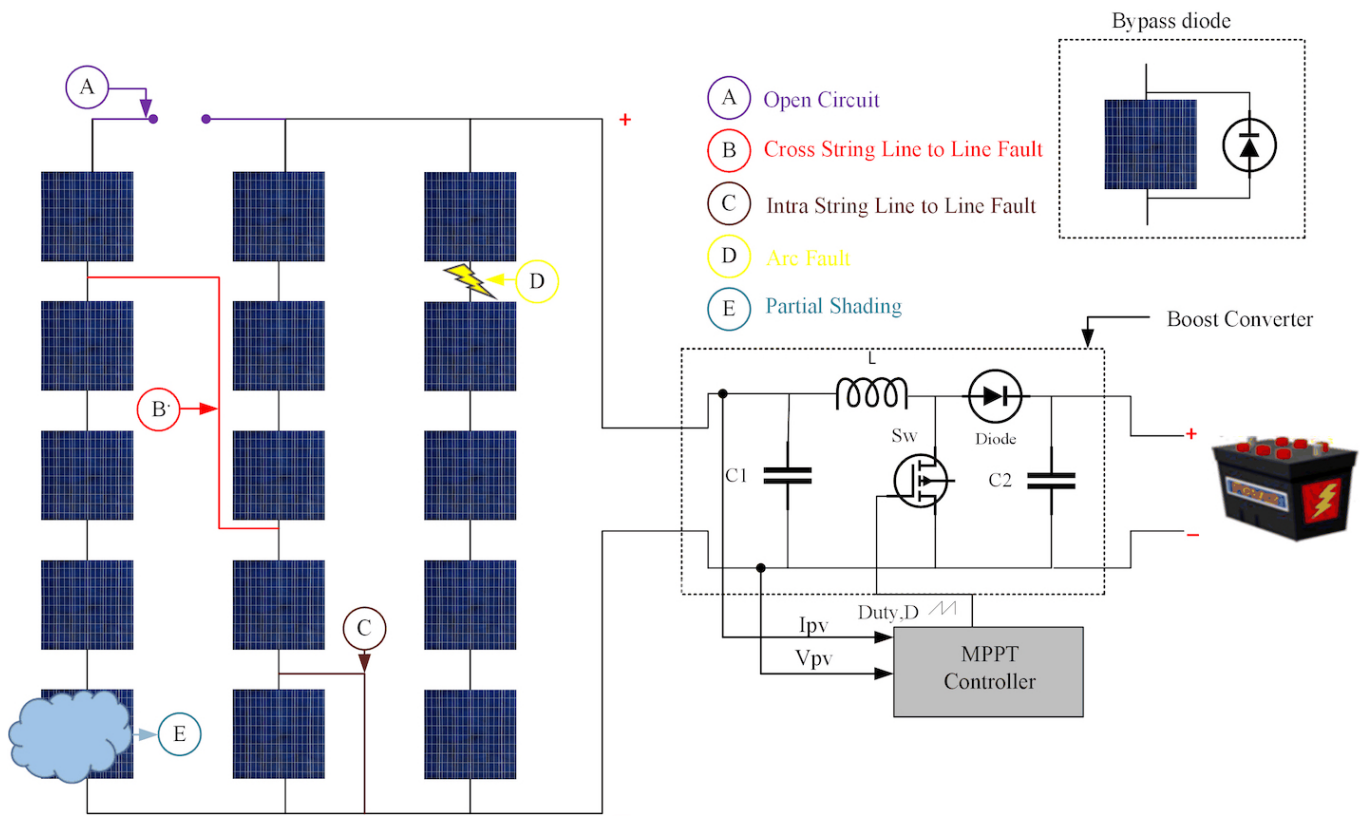 Bypass diode
A
A Open Circuit
+
B Cross String Line to Line Fault
C Intra String Line to Line Fault
D Arc Fault
D
E Partial Shading
Boost Converter
L
B
Sw
Diode
+
C1
C2
−
C
Duty,D
Ipv
Vpv
MPPT
Controller
E